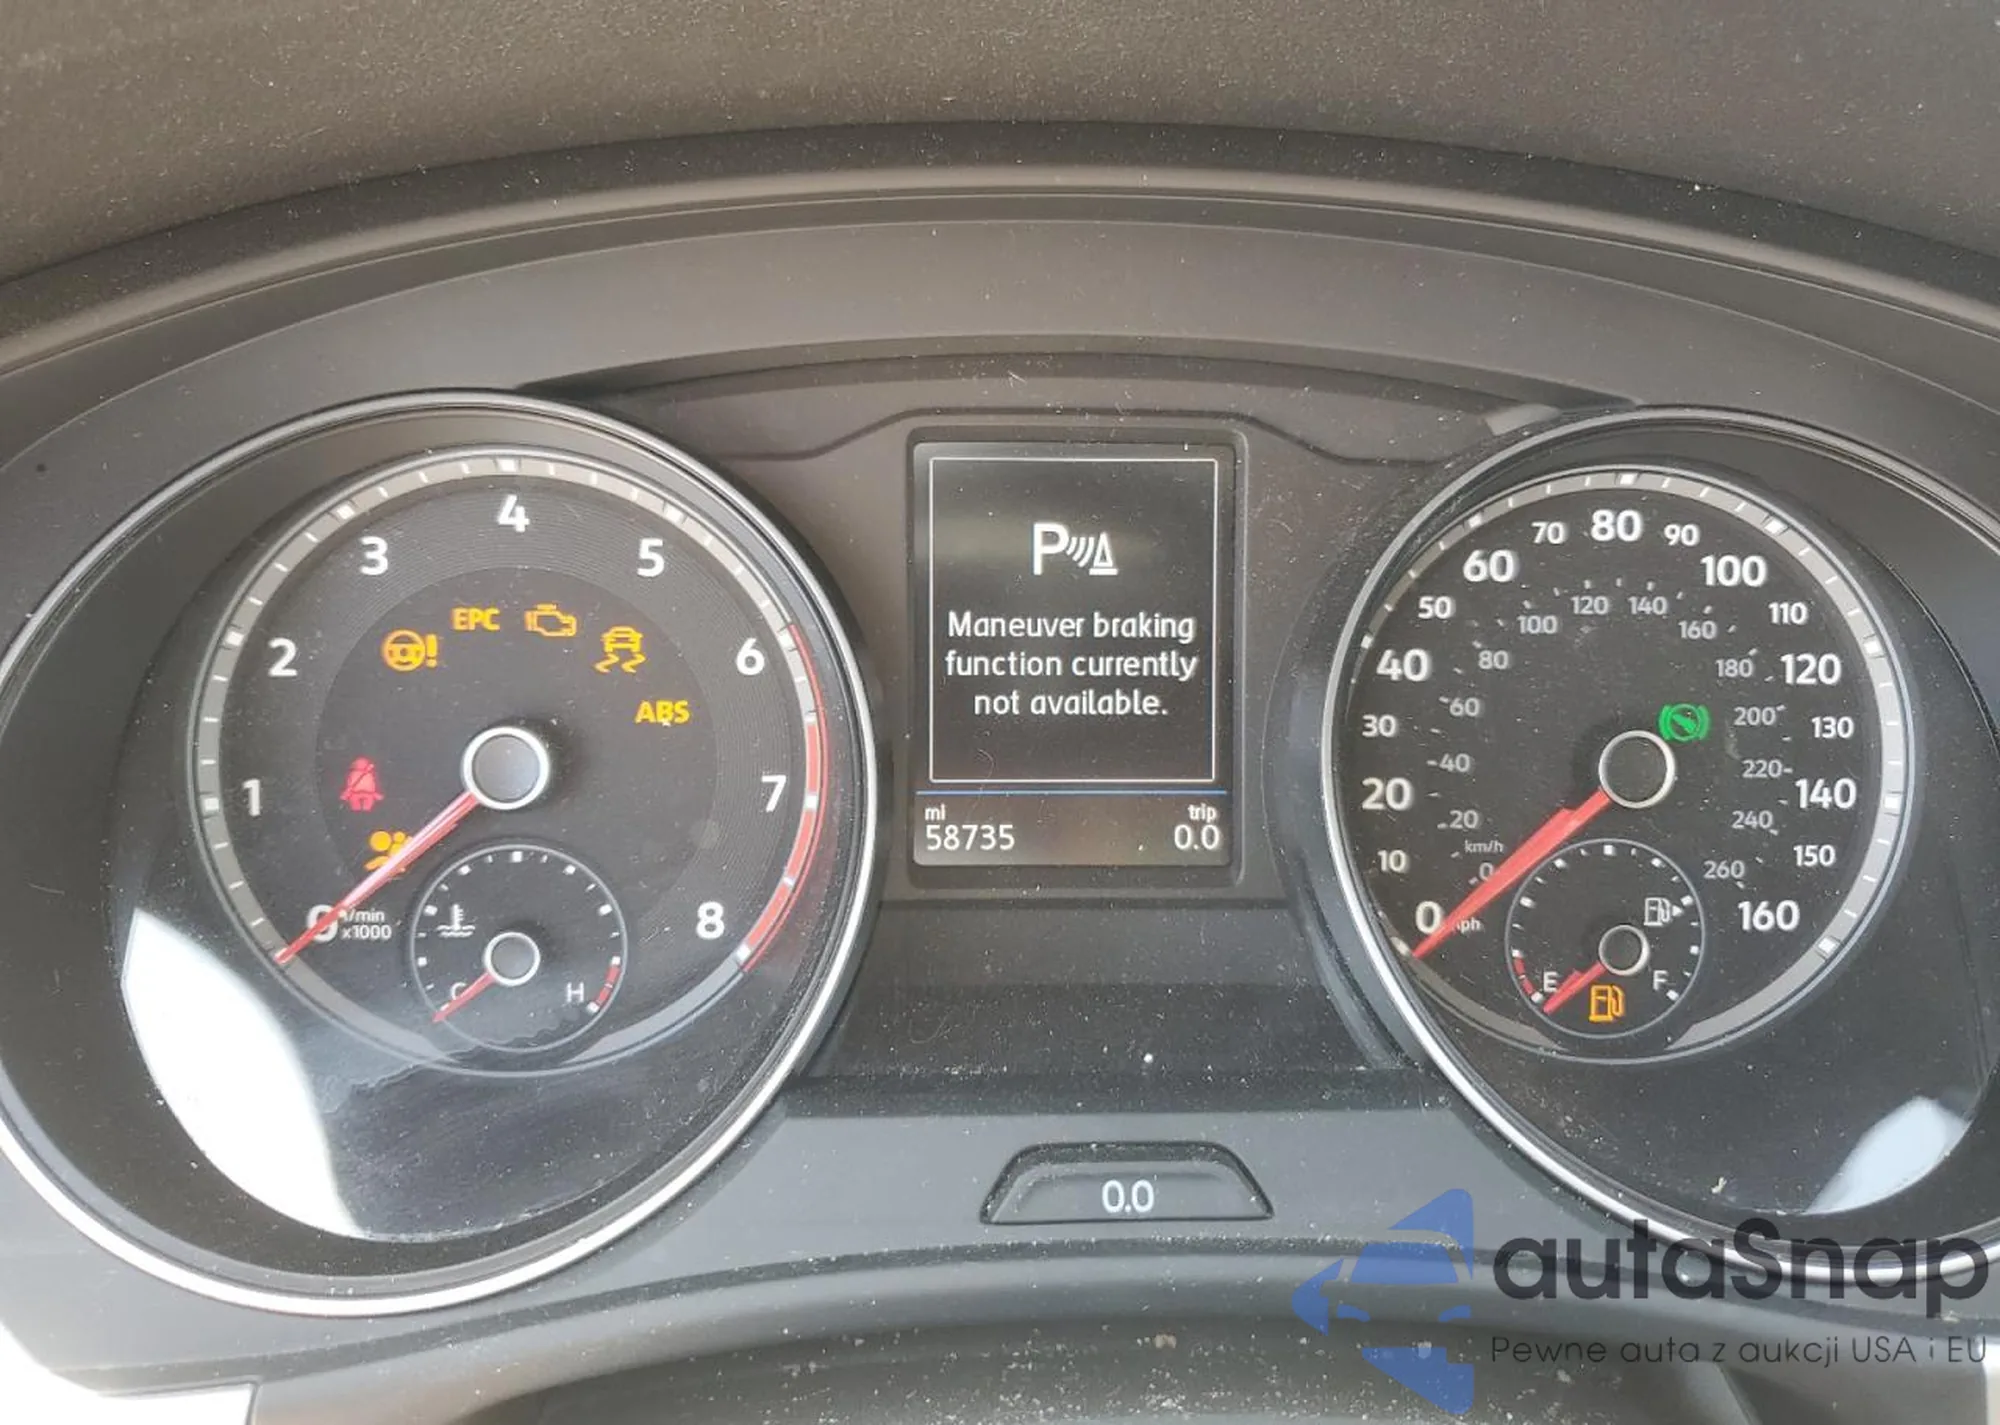 4
3
5
EPC
2
6
ABS
1
7
1/min
x1000
8
C
H
P
Maneuver braking
function currently
not available.
mi
trip
58735
0.0
80
70
90
60
100
50
110
120
140
100
160
40
80
180
120
60
200
30
130
40
220
20
140
20
240
km/h
10
150
0
260
0
mph
160
E
F
0.0
autaSnap
Pewne auta z aukcji USA i EU